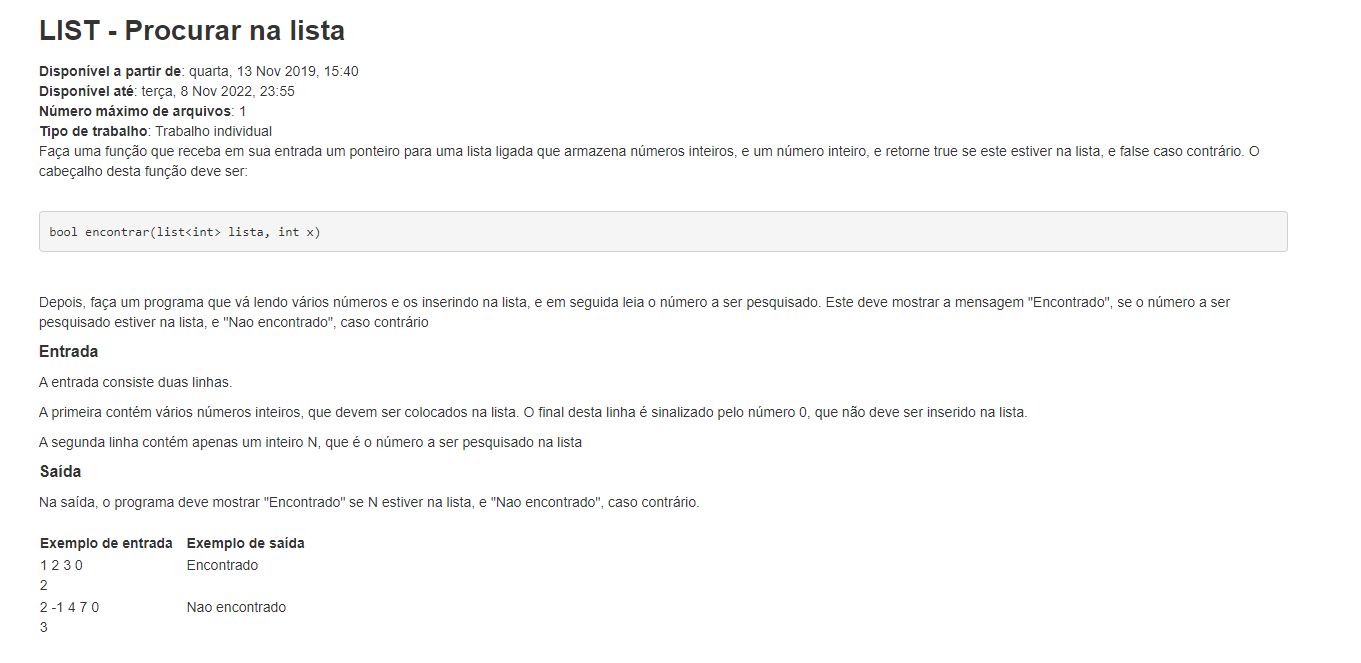 LIST - Procurar na lista
Disponível a partir de: quarta, 13 Nov 2019, 15:40
Disponível até: terça, 8 Nov 2022, 23:55
Número máximo de arquivos: 1
Tipo de trabalho: Trabalho individual
Faça uma função que receba em sua entrada um ponteiro para uma lista ligada que armazena números inteiros, e um número inteiro, e retorne true se este estiver na lista, e false caso contrário. O
cabeçalho desta função deve ser:
bool encontrar(list<int> lista, int x)
Depois, faça um programa que vá lendo vários números e os inserindo na lista, e em seguida leia o número a ser pesquisado. Este deve mostrar a mensagem "Encontrado", se o número a ser
pesquisado estiver na lista, e "Nao encontrado", caso contrário
Entrada
A entrada consiste duas linhas.
A primeira contém vários números inteiros, que devem ser colocados na lista. O final desta linha é sinalizado pelo número 0, que não deve ser inserido na lista.
A segunda linha contém apenas um inteiro N, que é o número a ser pesquisado na lista
Saída
Na saída, o programa deve mostrar "Encontrado" se N estiver na lista, e "Nao encontrado", caso contrário.
Exemplo de entrada Exemplo de saída
1 2 3 0 Encontrado
2
2 -1 4 7 0 Nao encontrado
3